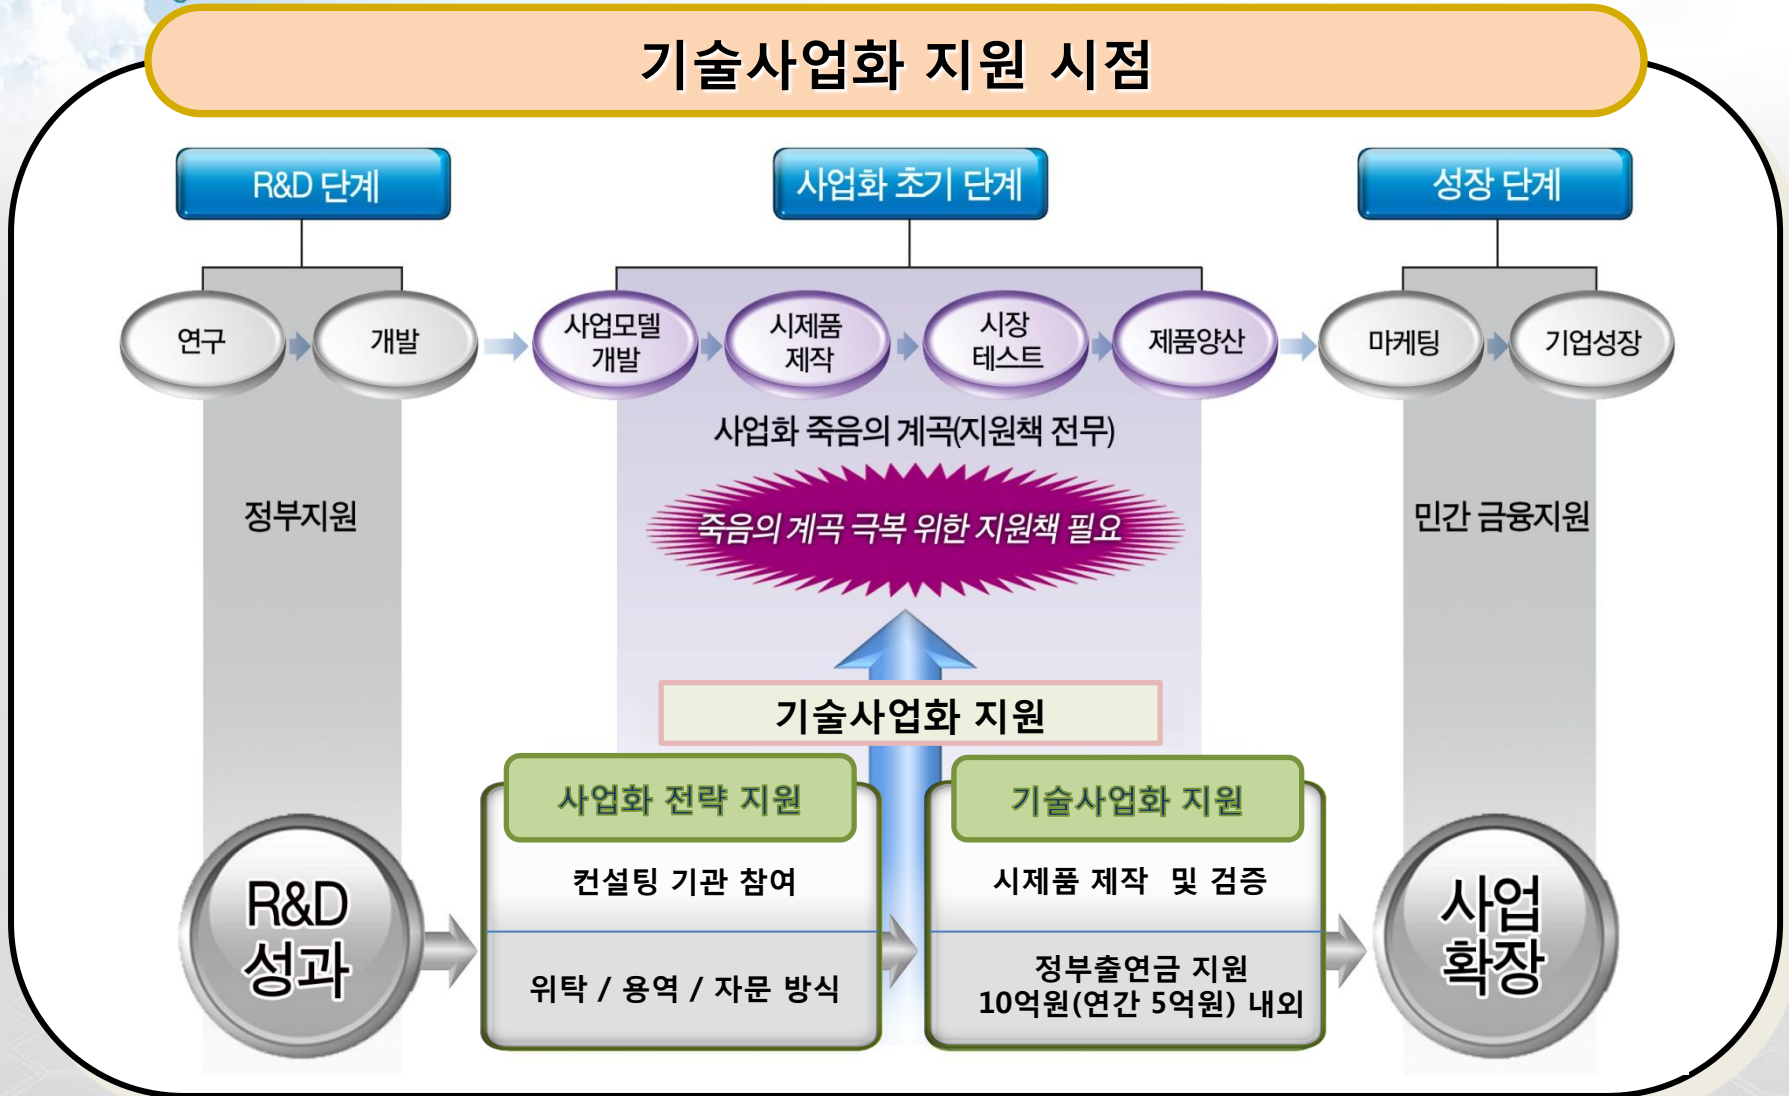 기술사업화 지원 시점
R&D 단계
사업화 초기 단계
성장 단계
연구
개발
사업모델
개발
시제품
제작
시장
테스트
제품양산
마케팅
기업성장
사업화 죽음의 계곡(지원책 전무)
정부지원
죽음의 계곡 극복 위한 지원책 필요
민간 금융지원
기술사업화 지원
사업화 전략 지원
기술사업화 지원
컨설팅 기관 참여
시제품 제작 및 검증
R&D
성과
위탁 / 용역 / 자문 방식
정부출연금 지원
10억원(연간 5억원) 내외
사업
확장